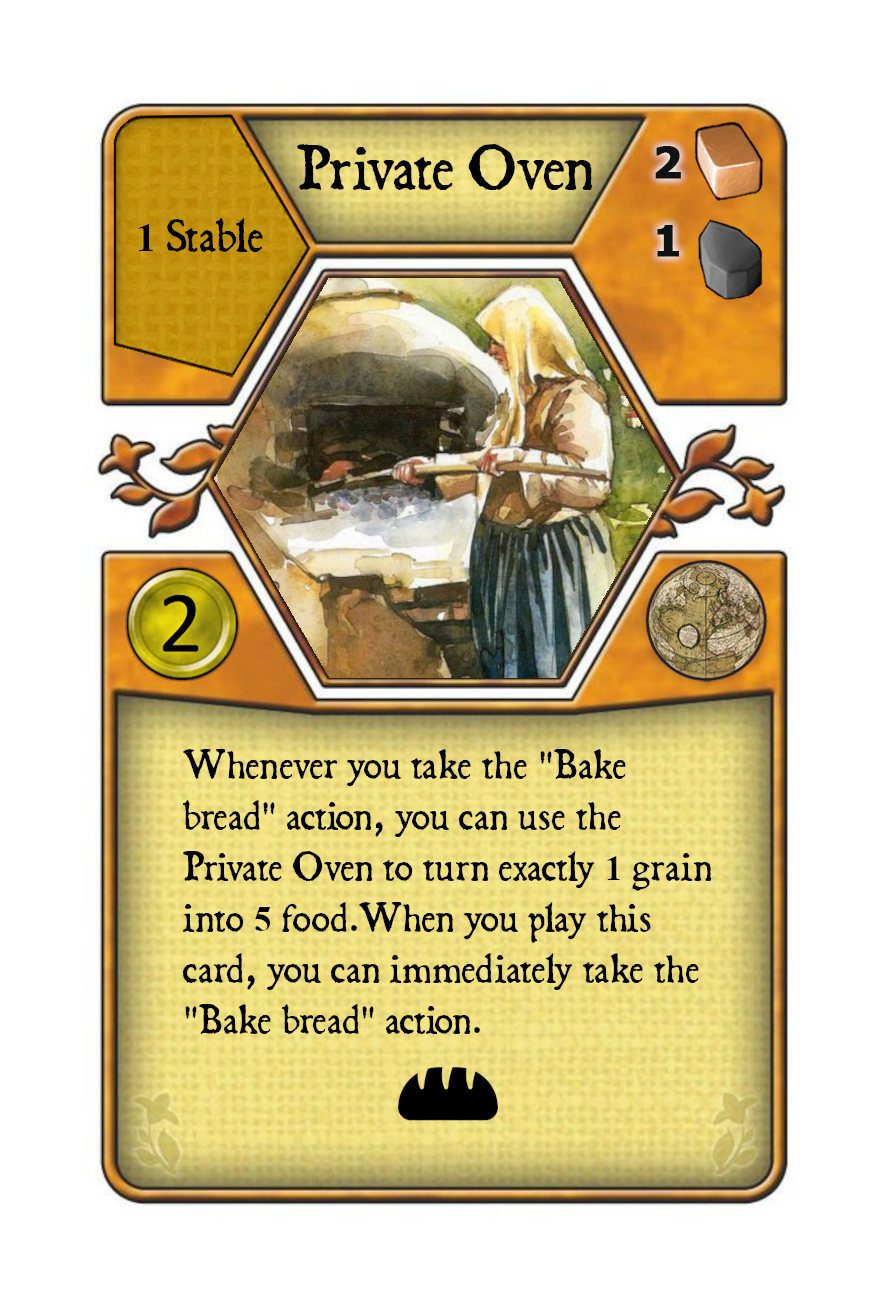 Private Oven
2
1
1 Stable
2
Whenever you take the "Bake
bread" action, you can use the
Private Oven to turn exactly 1 grain
into 5 food.When you play this
card, you can immediately take the
"Bake bread" action.